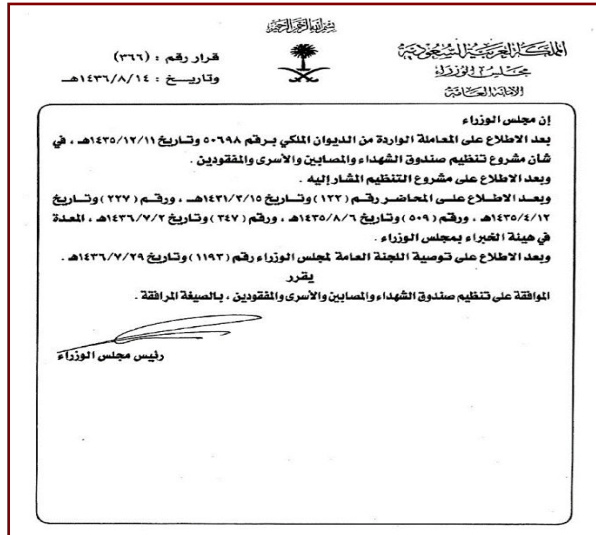 بسم الله الرحمن الرحيم
المملكة العربية السعودية
مجلس الوزراء
الأمانة العامة
قرار رقم : (٣٦٦)
وتاريخ : ١٤٣٦/٨/١٤هـ
إن مجلس الوزراء
بعد الاطلاع على المعاملة الواردة من الديوان الملكي برقم ٥٠٦٩٨ وتاريخ ١٤٣٥/١٢/١١هـ ، في
شأن مشروع تنظيم صندوق الشهداء والمصابين والأسرى والمفقودين .
وبعد الاطلاع على مشروع التنظيم المشار إليه .
وبعد الاطلاع على المحاضر رقم (١٢٢) وتاريخ ١٤٣١/٣/١٥هـ ، ورقم (٢٢٧) وتاريخ
١٤٣٥/٤/١٢هـ ، ورقم (٥٠٩) وتاريخ ١٤٣٥/٨/٦هـ ، ورقم (٣٤٧) وتاريخ ١٤٣٦/٧/٢هـ ، المعدة
في هيئة الخبراء بمجلس الوزراء .
وبعد الاطلاع على توصية اللجنة العامة لمجلس الوزراء رقم (١١٩٣) وتاريخ ١٤٣٦/٧/٢٩هـ .
يقرر
الموافقة على تنظيم صندوق الشهداء والمصابين والأسرى والمفقودين ، بالصيغة المرافقة .
رئيس مجلس الوزراء